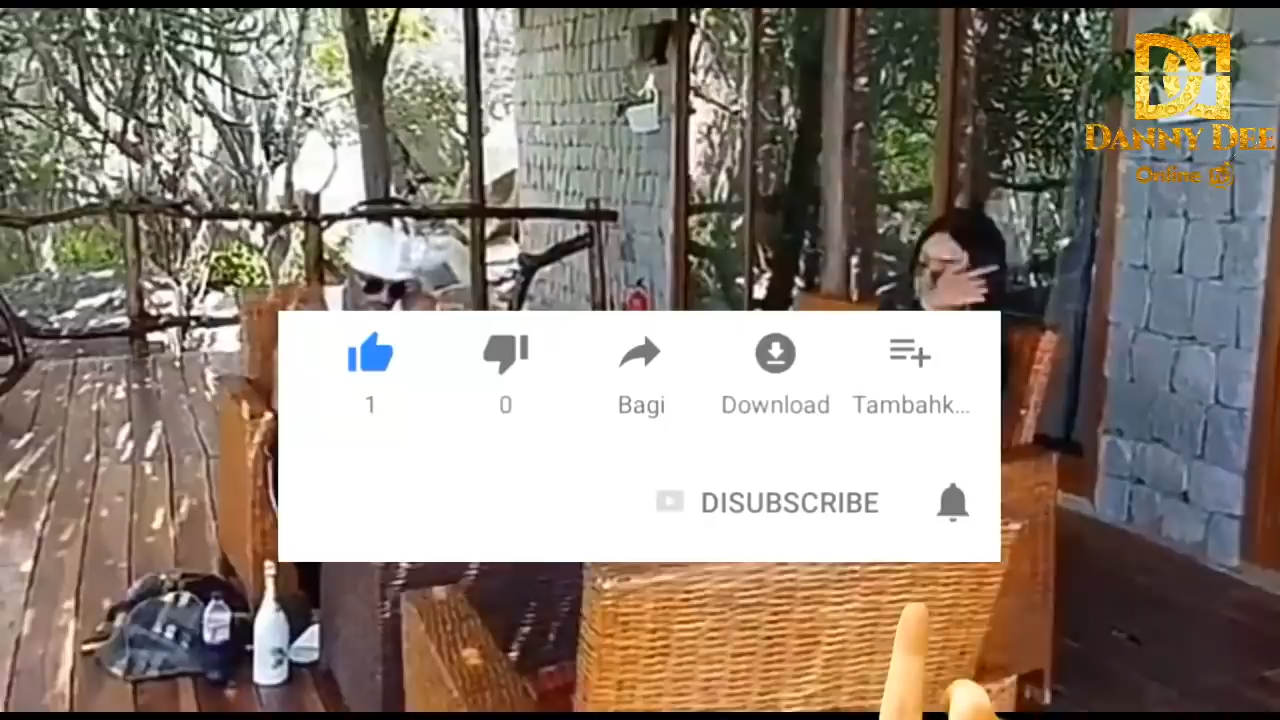 DANNY DEE
Online
1
0
Bagi
Download
Tambahk...
DISUBSCRIBE